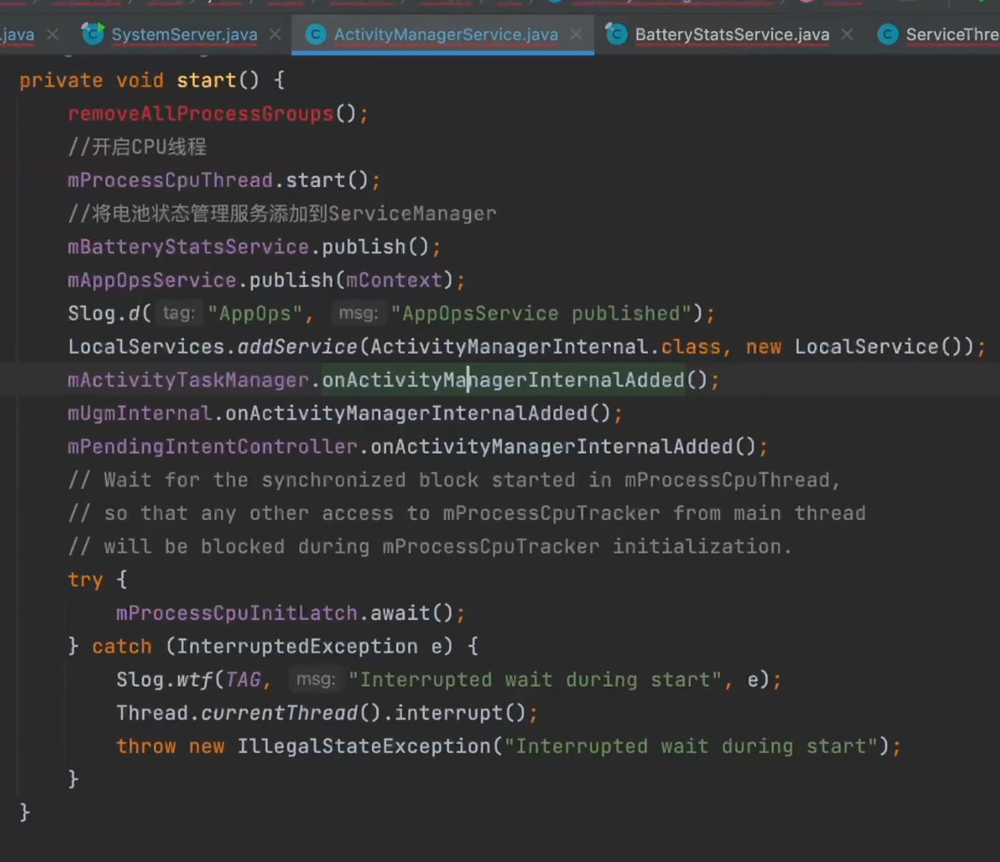 .java SystemServer.java ActivityManagerService.java BatteryStatsService.java ServiceThre
private void start() {
removeAllProcessGroups();
//开启CPU线程
mProcessCpuThread.start();
//将电池状态管理服务添加到ServiceManager
mBatteryStatsService.publish();
mAppOpsService.publish(mContext);
Slog.d( tag: "AppOps", msg: "AppOpsService published");
LocalServices.addService(ActivityManagerInternal.class, new LocalService());
mActivityTaskManager.onActivityManagerInternalAdded();
mUgmInternal.onActivityManagerInternalAdded();
mPendingIntentController.onActivityManagerInternalAdded();
// Wait for the synchronized block started in mProcessCpuThread,
// so that any other access to mProcessCpuTracker from main thread
// will be blocked during mProcessCpuTracker initialization.
try {
mProcessCpuInitLatch.await();
} catch (InterruptedException e) {
Slog.wtf(TAG, msg: "Interrupted wait during start", e);
Thread.currentThread().interrupt();
throw new IllegalStateException("Interrupted wait during start");
}
}